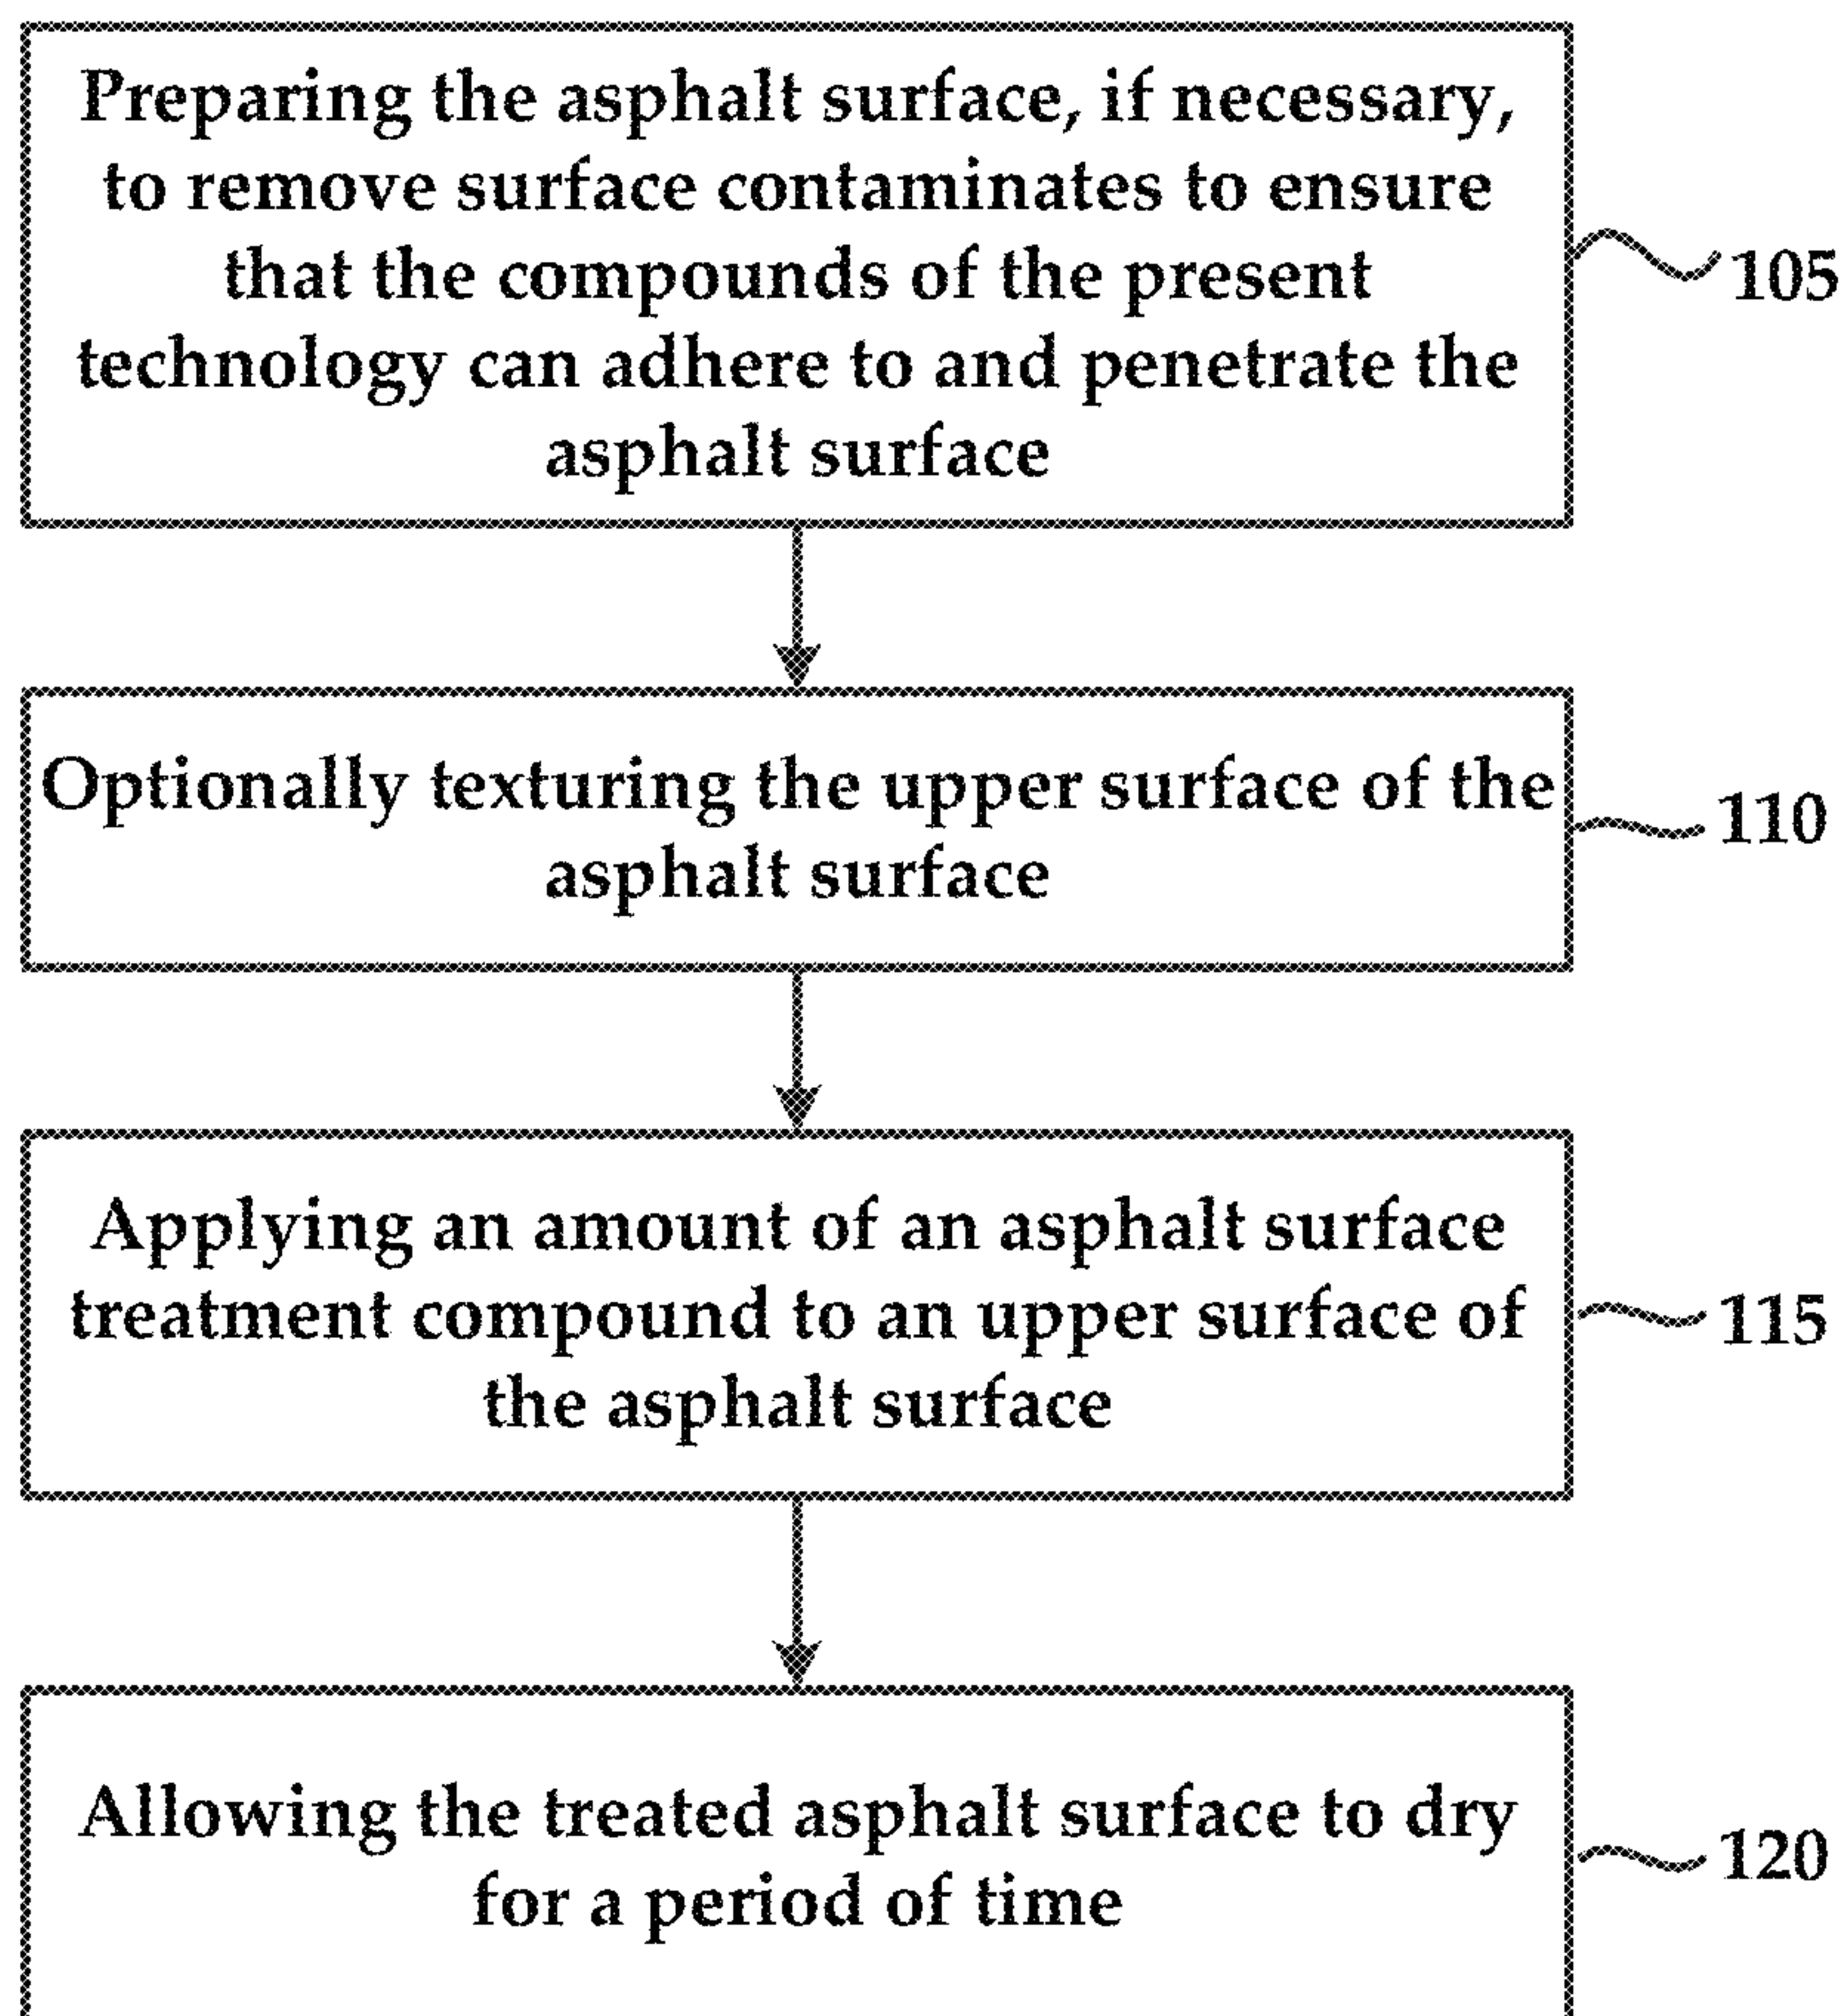 Preparing the asphalt surface, if necessary,
to remove surface contaminates to ensure
that the compounds of the present
technology can adhere to and penetrate the
asphalt surface
105
Optionally texturing the upper surface of the
asphalt surface
110
Applying an amount of an asphalt surface
treatment compound to an upper surface of
the asphalt surface
115
Allowing the treated asphalt surface to dry
for a period of time
120